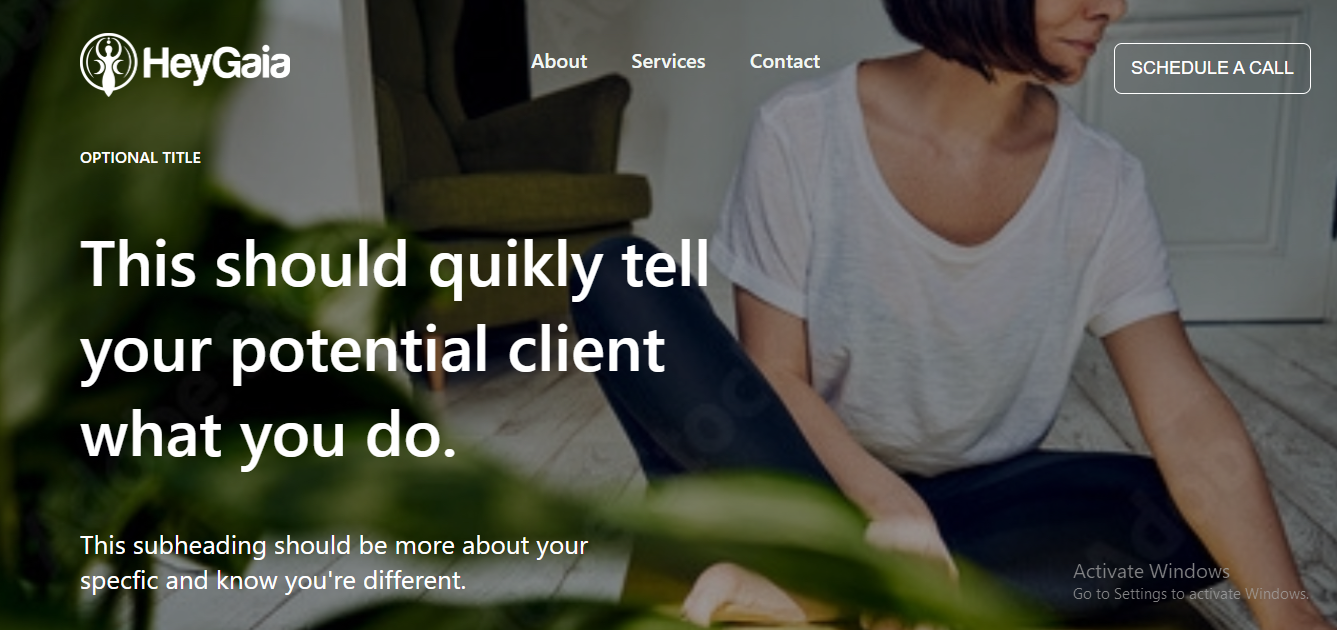 HeyGaia
About
Services
Contact
SCHEDULE A CALL
OPTIONAL TITLE
This should quikly tell
your potential client
what you do.
This subheading should be more about your
specfic and know you're different.
Activate Windows
Go to Settings to activate Windows.